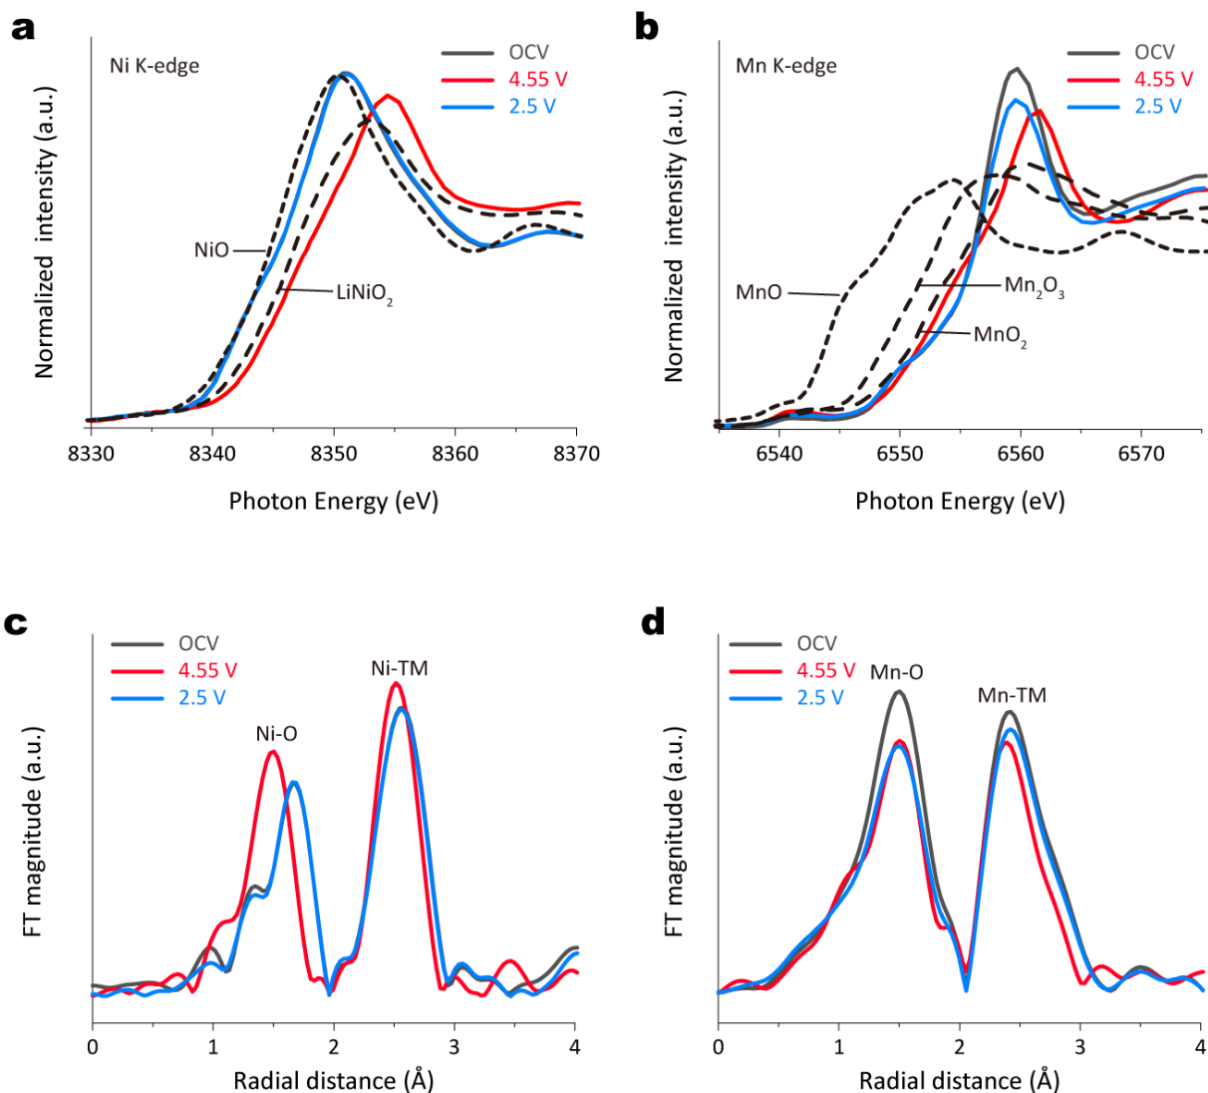 a
Ni K-edge
OCV
4.55 V
2.5 V
NiO
LiNiO₂
Normalized intensity (a.u.)
8330 8340 8350 8360 8370
Photon Energy (eV)
b
Mn K-edge
OCV
4.55 V
2.5 V
MnO
Mn₂O₃
MnO₂
Normalized intensity (a.u.)
6540 6550 6560 6570
Photon Energy (eV)
c
OCV
4.55 V
2.5 V
Ni-O
Ni-TM
FT magnitude (a.u.)
0 1 2 3 4
Radial distance (Å)
d
OCV
4.55 V
2.5 V
Mn-O
Mn-TM
FT magnitude (a.u.)
0 1 2 3 4
Radial distance (Å)